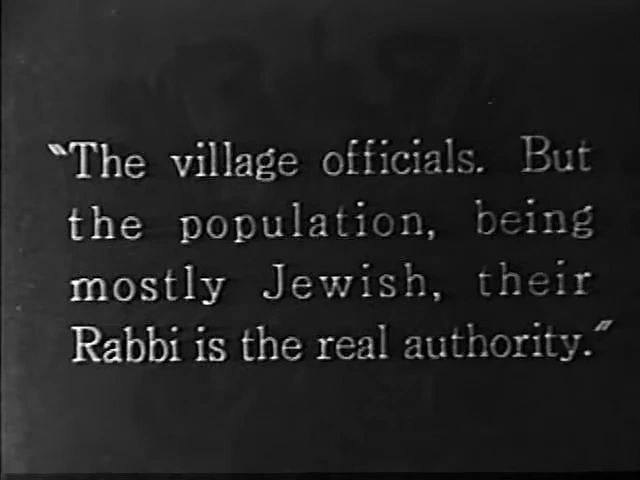 "The village officials. But
the population, being
mostly Jewish, their
Rabbi is the real authority."